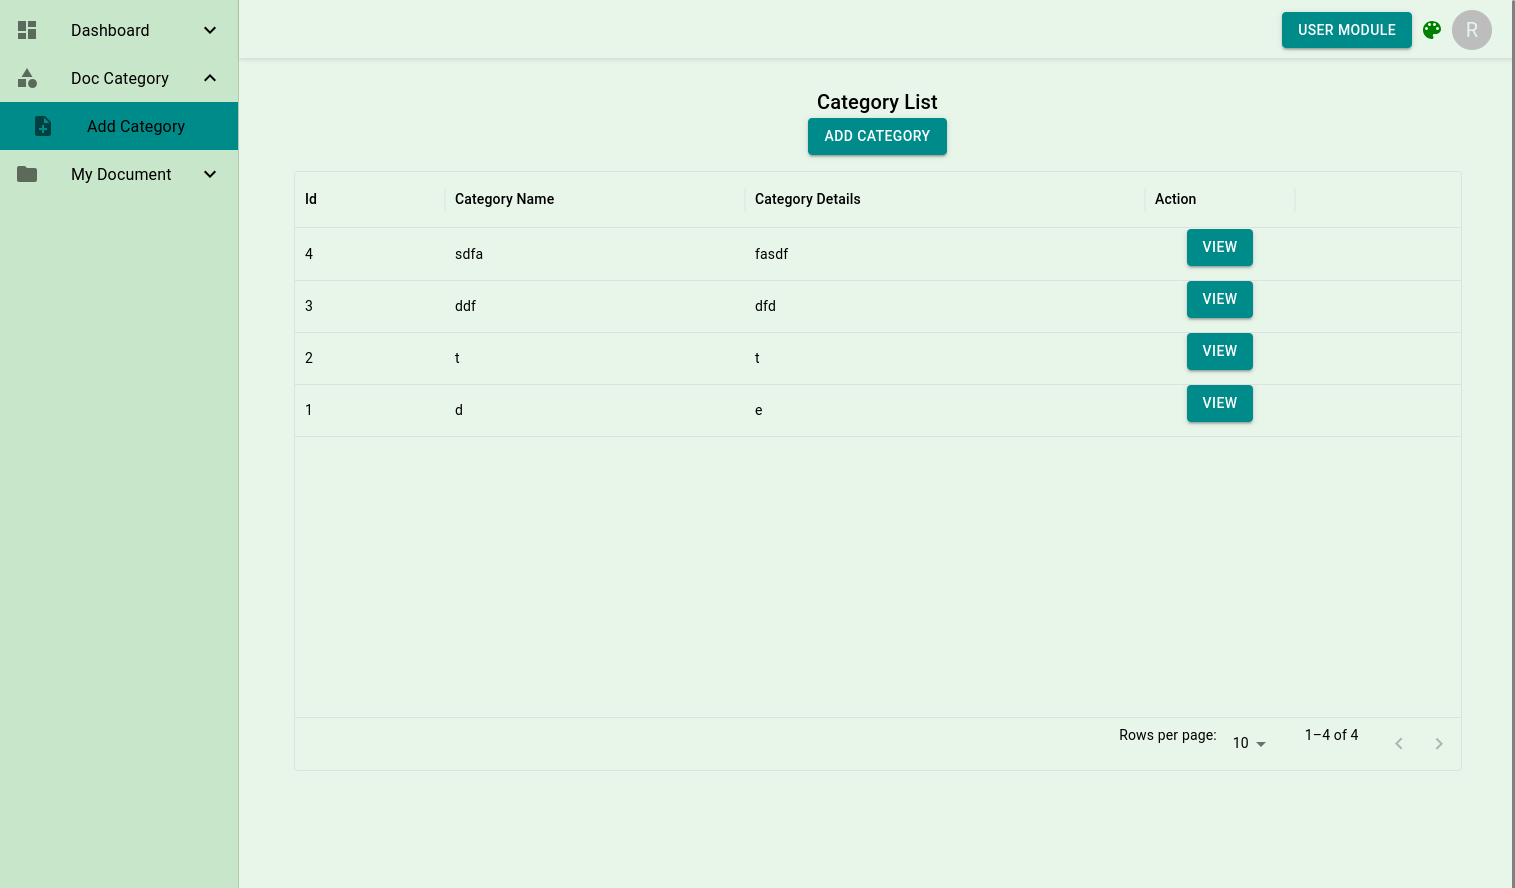 Dashboard
Doc Category
Add Category
My Document
USER MODULE
R
Category List
ADD CATEGORY
Id Category Name Category Details Action
4 sdfa fasdf VIEW
3 ddf dfd VIEW
2 t t VIEW
1 d e VIEW
Rows per page: 10 1–4 of 4